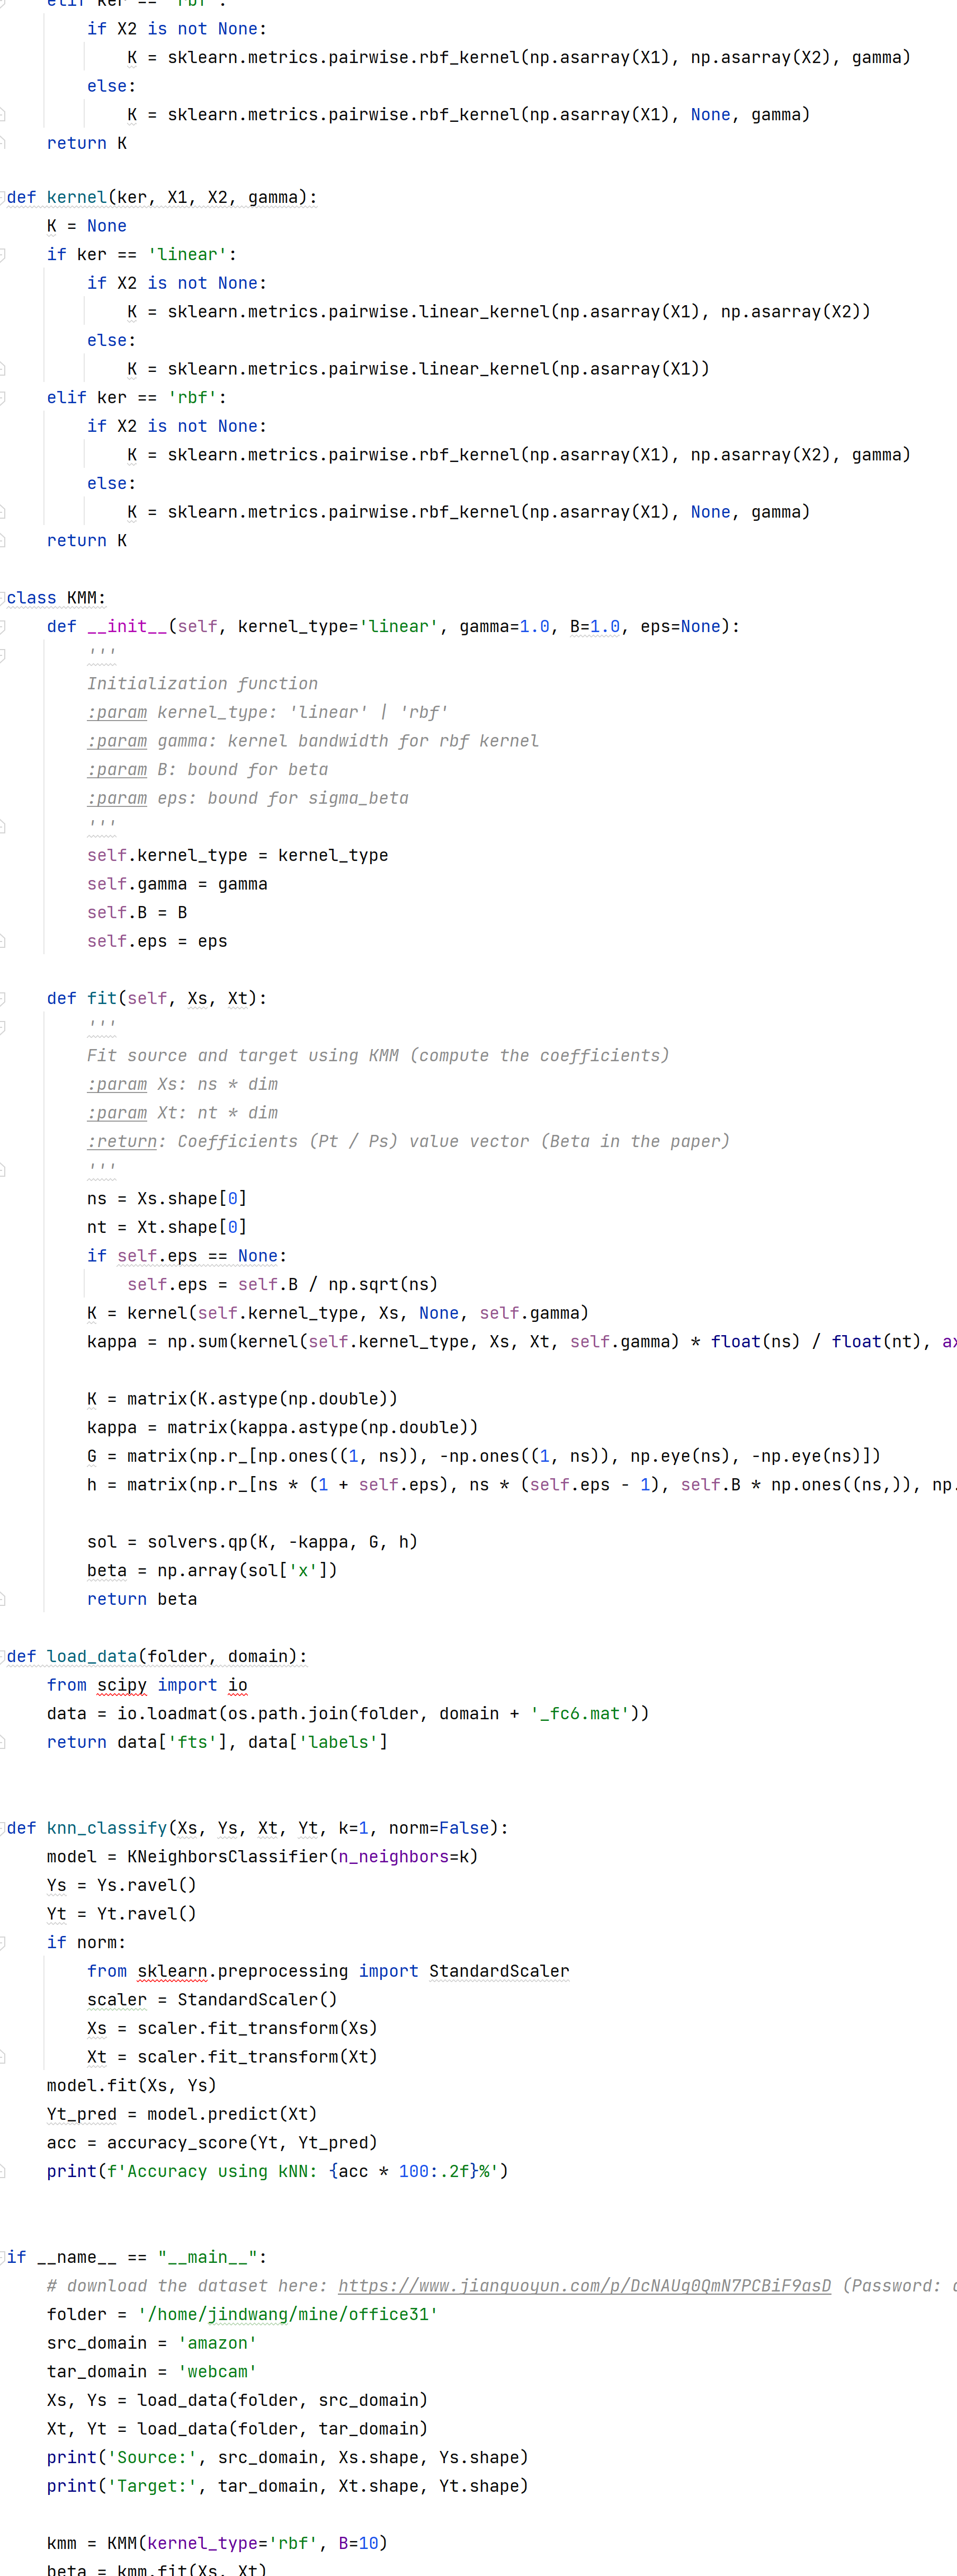 elif ker == 'rbf':
if X2 is not None:
K = sklearn.metrics.pairwise.rbf_kernel(np.asarray(X1), np.asarray(X2), gamma)
else:
K = sklearn.metrics.pairwise.rbf_kernel(np.asarray(X1), None, gamma)
return K
def kernel(ker, X1, X2, gamma):
K = None
if ker == 'linear':
if X2 is not None:
K = sklearn.metrics.pairwise.linear_kernel(np.asarray(X1), np.asarray(X2))
else:
K = sklearn.metrics.pairwise.linear_kernel(np.asarray(X1))
elif ker == 'rbf':
if X2 is not None:
K = sklearn.metrics.pairwise.rbf_kernel(np.asarray(X1), np.asarray(X2), gamma)
else:
K = sklearn.metrics.pairwise.rbf_kernel(np.asarray(X1), None, gamma)
return K
class KMM:
def __init__(self, kernel_type='linear', gamma=1.0, B=1.0, eps=None):
'''
Initialization function
:param kernel_type: 'linear' | 'rbf'
:param gamma: kernel bandwidth for rbf kernel
:param B: bound for beta
:param eps: bound for sigma_beta
'''
self.kernel_type = kernel_type
self.gamma = gamma
self.B = B
self.eps = eps
def fit(self, Xs, Xt):
'''
Fit source and target using KMM (compute the coefficients)
:param Xs: ns * dim
:param Xt: nt * dim
:return: Coefficients (Pt / Ps) value vector (Beta in the paper)
'''
ns = Xs.shape[0]
nt = Xt.shape[0]
if self.eps == None:
self.eps = self.B / np.sqrt(ns)
K = kernel(self.kernel_type, Xs, None, self.gamma)
kappa = np.sum(kernel(self.kernel_type, Xs, Xt, self.gamma) * float(ns) / float(nt), ax
K = matrix(K.astype(np.double))
kappa = matrix(kappa.astype(np.double))
G = matrix(np.r_[np.ones((1, ns)), -np.ones((1, ns)), np.eye(ns), -np.eye(ns)])
h = matrix(np.r_[ns * (1 + self.eps), ns * (self.eps - 1), self.B * np.ones((ns,)), np.
sol = solvers.qp(K, -kappa, G, h)
beta = np.array(sol['x'])
return beta
def load_data(folder, domain):
from scipy import io
data = io.loadmat(os.path.join(folder, domain + '_fc6.mat'))
return data['fts'], data['labels']
def knn_classify(Xs, Ys, Xt, Yt, k=1, norm=False):
model = KNeighborsClassifier(n_neighbors=k)
Ys = Ys.ravel()
Yt = Yt.ravel()
if norm:
from sklearn.preprocessing import StandardScaler
scaler = StandardScaler()
Xs = scaler.fit_transform(Xs)
Xt = scaler.fit_transform(Xt)
model.fit(Xs, Ys)
Yt_pred = model.predict(Xt)
acc = accuracy_score(Yt, Yt_pred)
print(f'Accuracy using kNN: {acc * 100:.2f}%')
if __name__ == "__main__":
# download the dataset here: https://www.jianguoyun.com/p/DcNAUg0QmN7PCBiF9asD (Password:
folder = '/home/jindwang/mine/office31'
src_domain = 'amazon'
tar_domain = 'webcam'
Xs, Ys = load_data(folder, src_domain)
Xt, Yt = load_data(folder, tar_domain)
print('Source:', src_domain, Xs.shape, Ys.shape)
print('Target:', tar_domain, Xt.shape, Yt.shape)
kmm = KMM(kernel_type='rbf', B=10)
beta = kmm.fit(Xs, Xt)